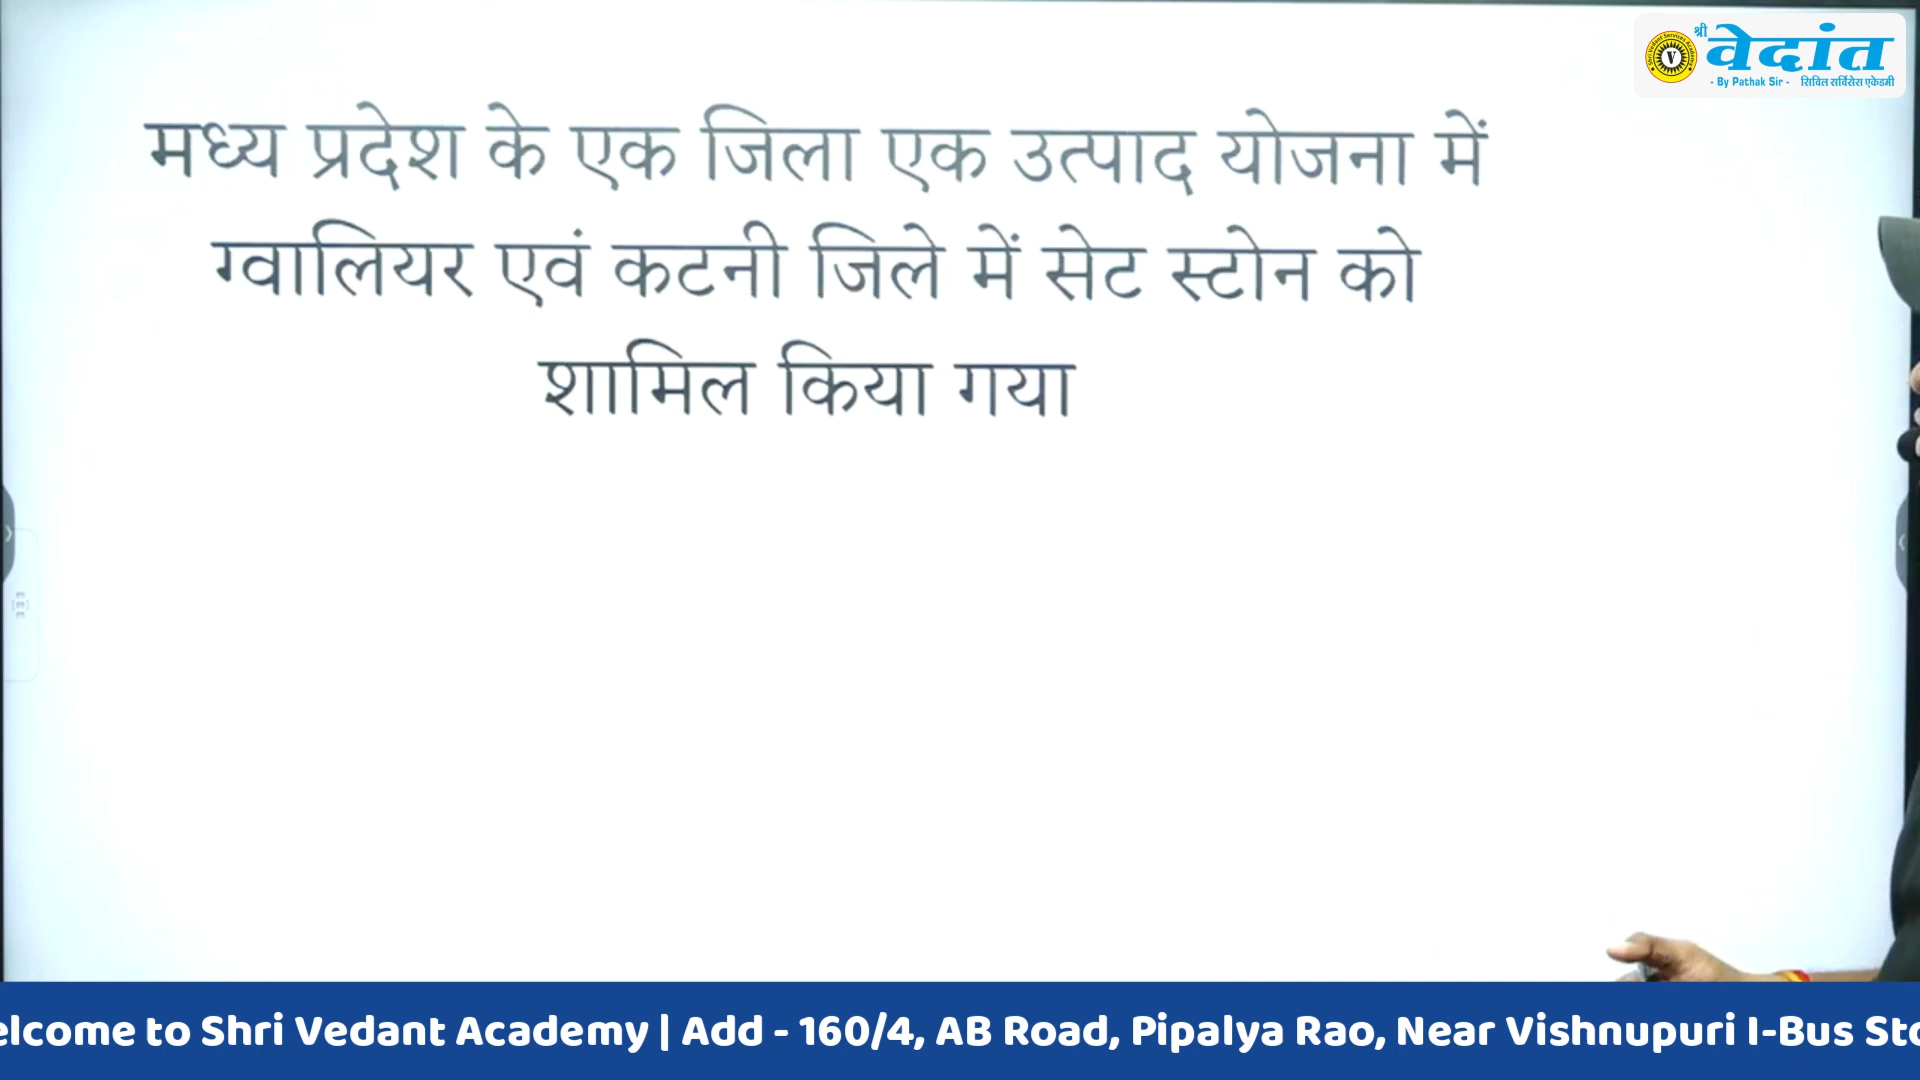 श्री वेदांत
- By Pathak Sir - सिविल सर्विसेस एकेडमी
मध्य प्रदेश के एक जिला एक उत्पाद योजना में
ग्वालियर एवं कटनी जिले में सेट स्टोन को
शामिल किया गया
elcome to Shri Vedant Academy | Add - 160/4, AB Road, Pipalya Rao, Near Vishnupuri I-Bus Sto